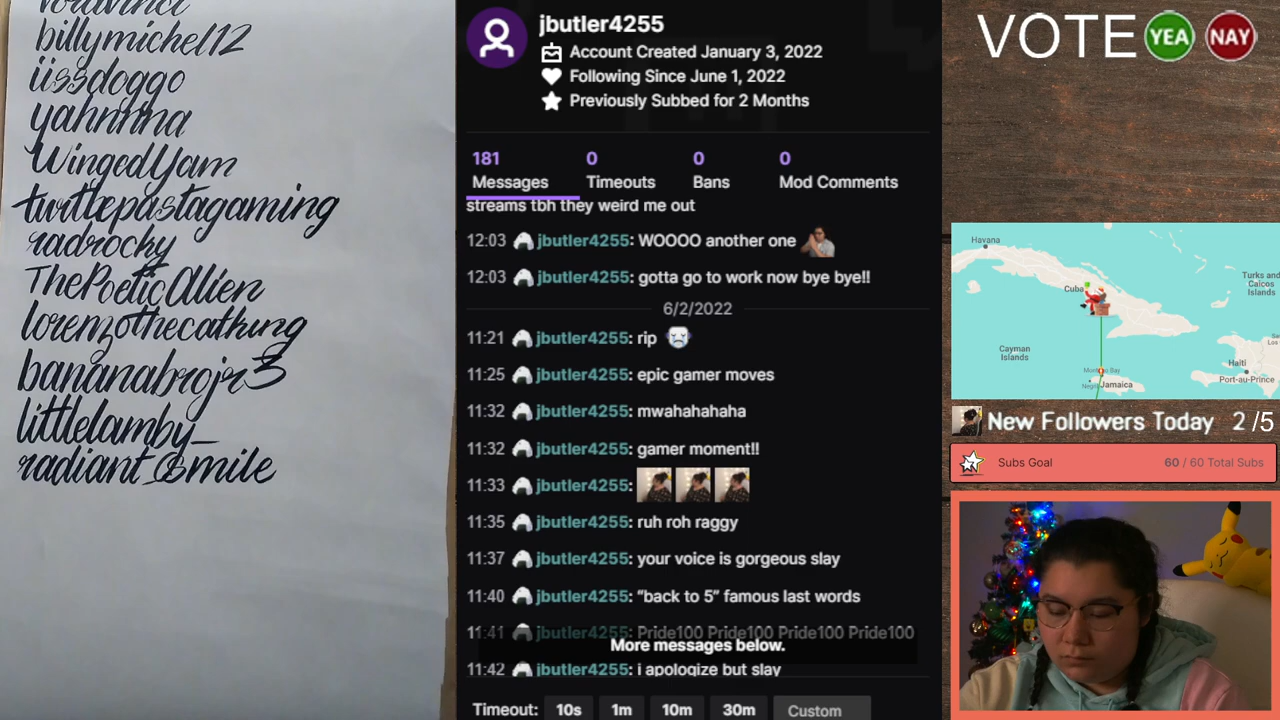 billymichel12
iissdoggo
yahnnna
WingedYam
turtlepastagaming
radrocky
ThePoeticAlien
lorenzothecatking
bananabrojr3
littlelamby_
radiant_smile
jbutler4255
Account Created January 3, 2022
Following Since June 1, 2022
Previously Subbed for 2 Months
181 0 0 0
Messages Timeouts Bans Mod Comments
streams tbh they weird me out
12:03 jbutler4255: WOOOO another one
12:03 jbutler4255: gotta go to work now bye bye!!
6/2/2022
11:21 jbutler4255: rip
11:25 jbutler4255: epic gamer moves
11:32 jbutler4255: mwahahahaha
11:32 jbutler4255: gamer moment!!
11:33 jbutler4255:
11:35 jbutler4255: ruh roh raggy
11:37 jbutler4255: your voice is gorgeous slay
11:40 jbutler4255: “back to 5” famous last words
11:41 jbutler4255: Pride100 Pride100 Pride100 Pride100
More messages below.
11:42 jbutler4255: i apologize but slay
Timeout: 10s 1m 10m 30m Custom
VOTE YEA NAY
Havana
Turks and
Caicos
Islands
Cuba
Cayman
Islands
Haiti
Port-au-Prince
Jamaica
New Followers Today 2 /5
Subs Goal 60 / 60 Total Subs